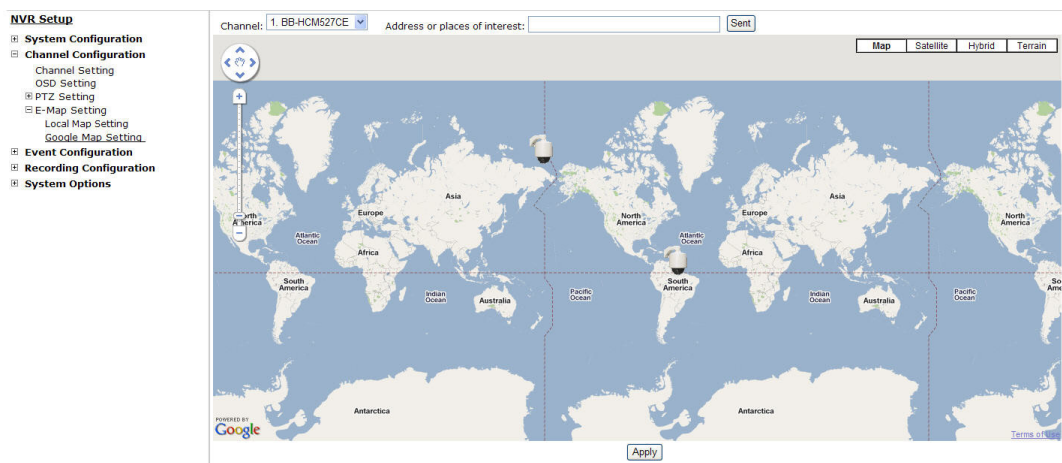 NVR Setup
System Configuration
Channel Configuration
Channel Setting
OSD Setting
PTZ Setting
E-Map Setting
Local Map Setting
Google Map Setting
Event Configuration
Recording Configuration
System Options
Channel: 1. BB-HCM527CE Address or places of interest: Sent
Map Satellite Hybrid Terrain
Asia Asia
North America Europe North America Europe North America
Atlantic Ocean Atlantic Ocean
Africa Africa
South America Indian Ocean Australia Pacific Ocean South America Indian Ocean Australia Pacific Ocean So Ame
Antarctica Antarctica
POWERED BY
Google
Terms of Use
Apply